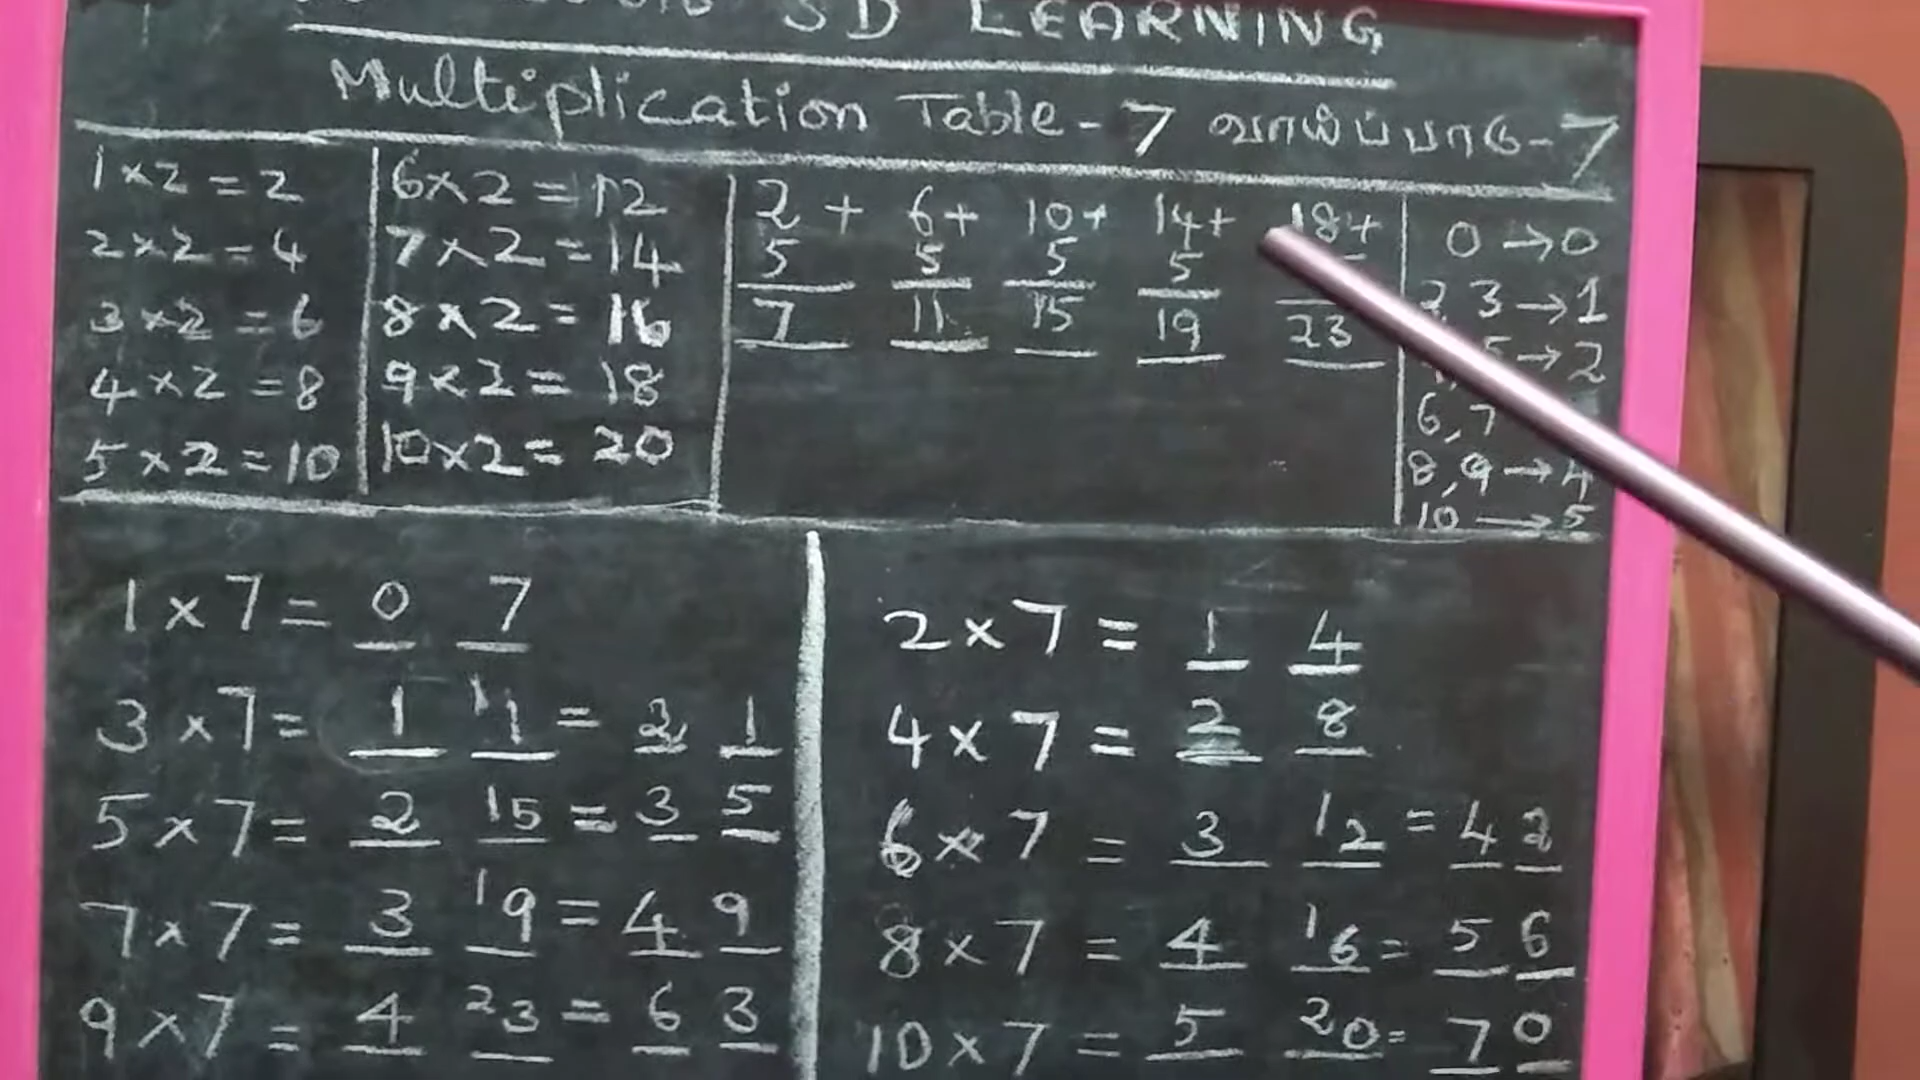 SD LEARNING
Multiplication Table - 7 வாய்ப்பாடு - 7
1 x 2 = 2
2 x 2 = 4
3 x 2 = 6
4 x 2 = 8
5 x 2 = 10
6 x 2 = 12
7 x 2 = 14
8 x 2 = 16
9 x 2 = 18
10 x 2 = 20
2 + 6 + 10 + 14 + 18 +
5 5 5 5
7 11 15 19 23
0 → 0
2, 3 → 1
5 → 2
6, 7
8, 9 → 4
10 → 5
1 x 7 = 0 7
3 x 7 = 1 11 = 2 1
5 x 7 = 2 15 = 3 5
7 x 7 = 3 19 = 4 9
9 x 7 = 4 23 = 6 3
2 x 7 = 1 4
4 x 7 = 2 8
6 x 7 = 3 12 = 4 2
8 x 7 = 4 16 = 5 6
10 x 7 = 5 20 = 7 0